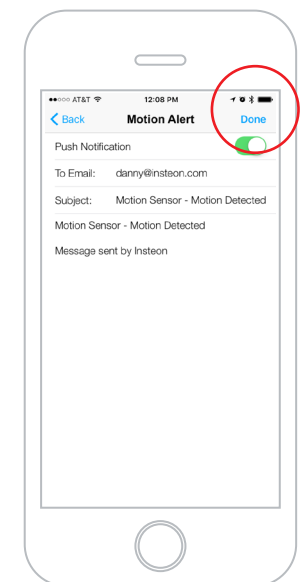 AT&T 12:08 PM
Back Motion Alert Done
Push Notification
To Email: danny@insteon.com
Subject: Motion Sensor - Motion Detected
Motion Sensor - Motion Detected
Message sent by Insteon